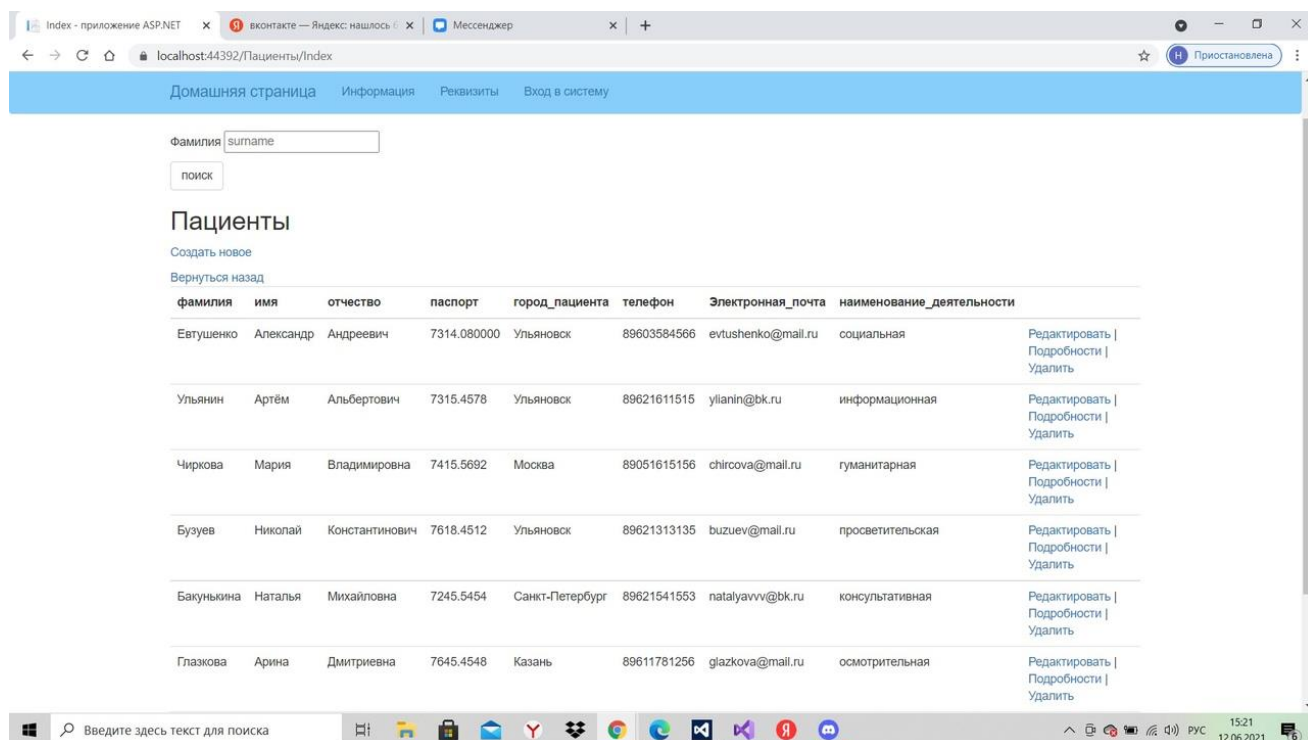 Index - приложение ASP.NET
вконтакте — Яндекс: нашлось
Мессенджер
localhost:44392/Пациенты/Index
Н Приостановлена
Домашняя страница Информация Реквизиты Вход в систему
Фамилия surname
поиск
Пациенты
Создать новое
Вернуться назад
фамилия имя отчество паспорт город_пациента телефон Электронная_почта наименование_деятельности
Евтушенко Александр Андреевич 7314.080000 Ульяновск 89603584566 evtushenko@mail.ru социальная Редактировать |
Подробности |
Удалить
Ульянин Артём Альбертович 7315.4578 Ульяновск 89621611515 ylianin@bk.ru информационная Редактировать |
Подробности |
Удалить
Чиркова Мария Владимировна 7415.5692 Москва 89051615156 chircova@mail.ru гуманитарная Редактировать |
Подробности |
Удалить
Бузуев Николай Константинович 7618.4512 Ульяновск 89621313135 buzuev@mail.ru просветительская Редактировать |
Подробности |
Удалить
Бакунькина Наталья Михайловна 7245.5454 Санкт-Петербург 89621541553 natalyavvv@bk.ru консультативная Редактировать |
Подробности |
Удалить
Глазкова Арина Дмитриевна 7645.4548 Казань 89611781256 glazkova@mail.ru осмотрительная Редактировать |
Подробности |
Удалить
Введите здесь текст для поиска
РУС
15:21
12.06.2021
6